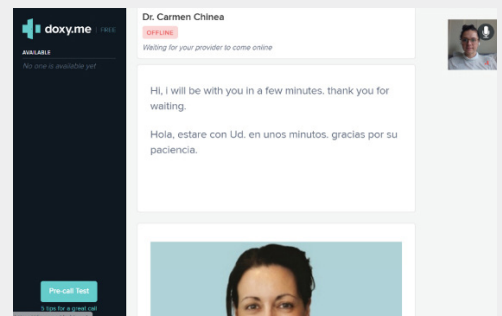 doxy.me | FREE
AVAILABLE
No one is available yet
Pre-call Test
5 tips for a great call
Dr. Carmen Chinea
OFFLINE
Waiting for your provider to come online
Hi, i will be with you in a few minutes. thank you for
waiting.
Hola, estare con Ud. en unos minutos. gracias por su
paciencia.